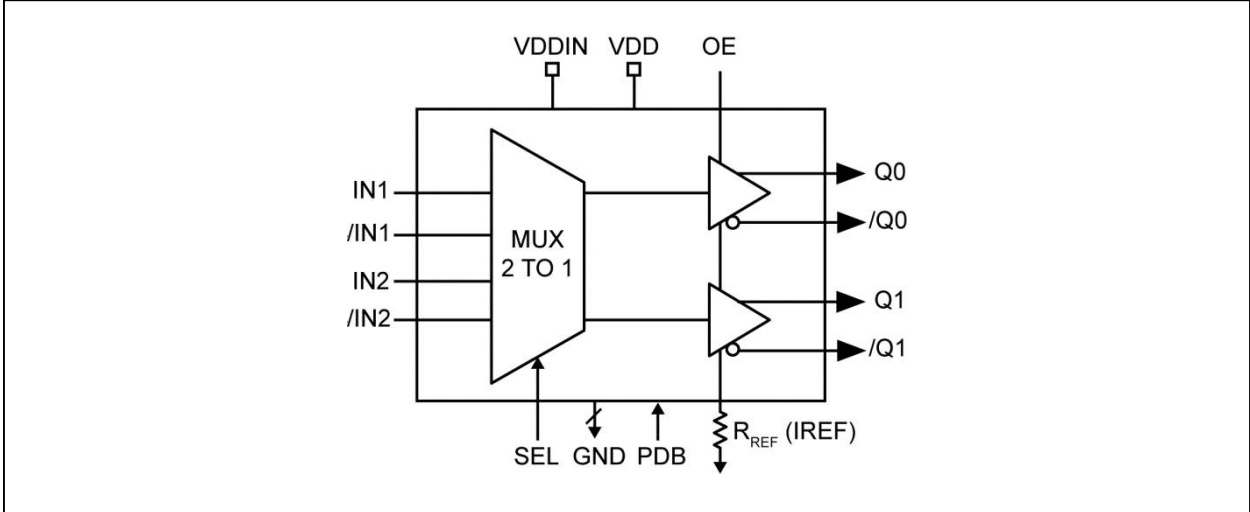 VDDIN VDD OE
IN1
/IN1
IN2
/IN2
MUX
2 TO 1
Q0
/Q0
Q1
/Q1
SEL GND PDB
RREF (IREF)